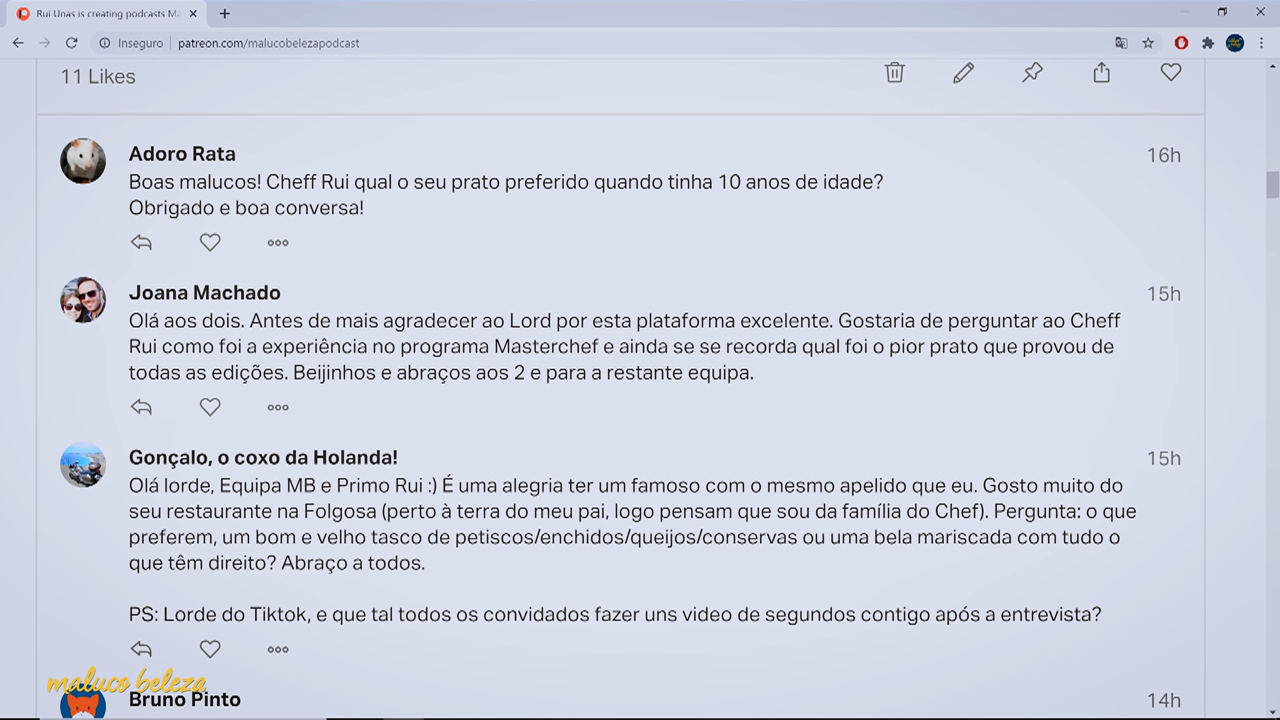 Rui Unas is creating podcasts Ma
Inseguro
patreon.com/malucobelezapodcast
11 Likes
Adoro Rata
16h
Boas malucos! Cheff Rui qual o seu prato preferido quando tinha 10 anos de idade?
Obrigado e boa conversa!
Joana Machado
15h
Olá aos dois. Antes de mais agradecer ao Lord por esta plataforma excelente. Gostaria de perguntar ao Cheff
Rui como foi a experiência no programa Masterchef e ainda se se recorda qual foi o pior prato que provou de
todas as edições. Beijinhos e abraços aos 2 e para a restante equipa.
Gonçalo, o coxo da Holanda!
15h
Olá lorde, Equipa MB e Primo Rui :) É uma alegria ter um famoso com o mesmo apelido que eu. Gosto muito do
seu restaurante na Folgosa (perto à terra do meu pai, logo pensam que sou da família do Chef). Pergunta: o que
preferem, um bom e velho tasco de petiscos/enchidos/queijos/conservas ou uma bela mariscada com tudo o
que têm direito? Abraço a todos.
PS: Lorde do Tiktok, e que tal todos os convidados fazer uns video de segundos contigo após a entrevista?
maluco beleza
Bruno Pinto
14h